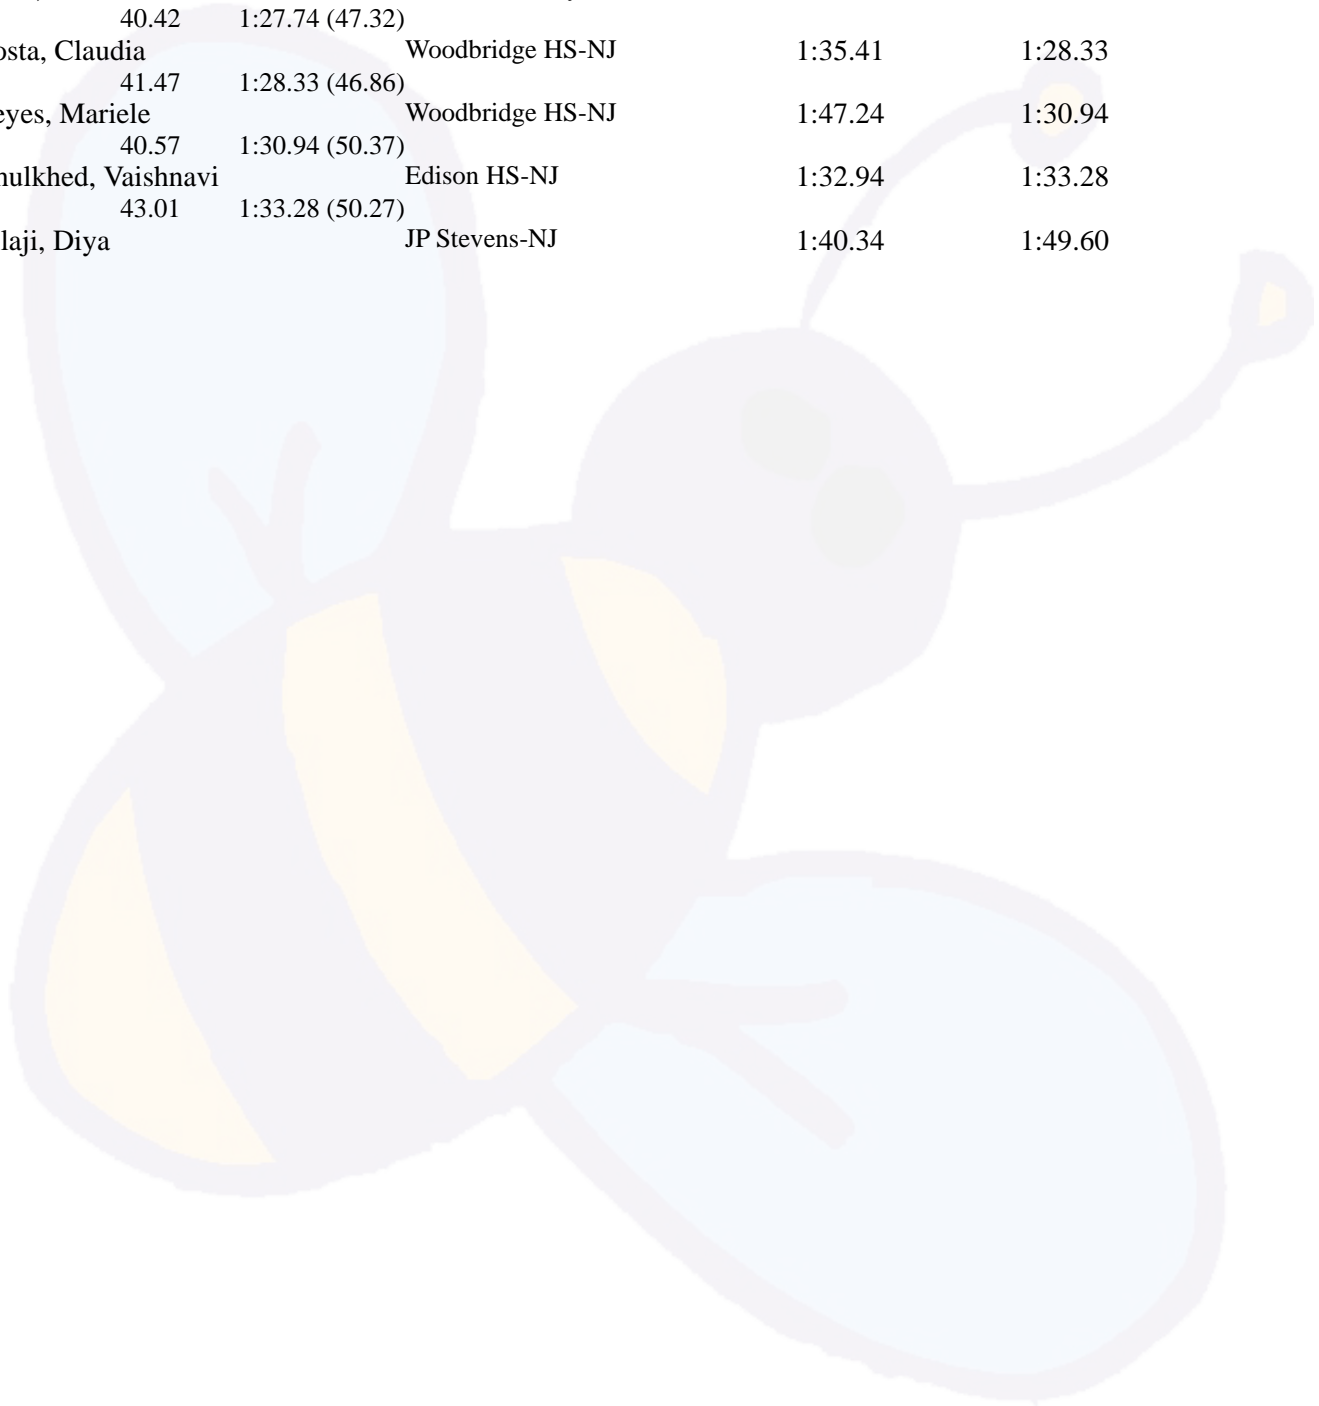 40.42 1:27.74 (47.32)
osta, Claudia Woodbridge HS-NJ 1:35.41 1:28.33
41.47 1:28.33 (46.86)
eyes, Mariele Woodbridge HS-NJ 1:47.24 1:30.94
40.57 1:30.94 (50.37)
hulkhed, Vaishnavi Edison HS-NJ 1:32.94 1:33.28
43.01 1:33.28 (50.27)
laji, Diya JP Stevens-NJ 1:40.34 1:49.60